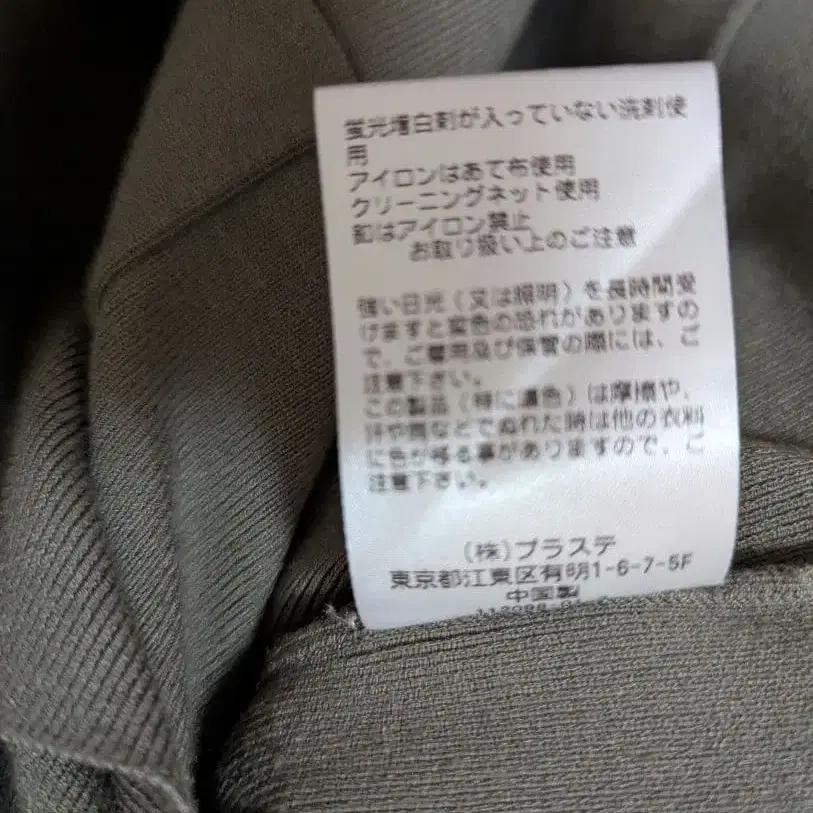 蛍光増白剤が入っていない洗剤使
用
アイロンはあて布使用
クリーニングネット使用
釦はアイロン禁止
お取り扱い上のご注意
強い日光(又は照明)を長時間受
けますと変色の恐れがありますの
で、ご着用及び保管の際には、ご
注意下さい。
この製品(特に濃色)は摩擦や、
汗や雨などでぬれた時は他の衣料
に色が移る事がありますので、ご
注意下さい。
(株)プラステ
東京都江東区有明1-6-7-5F
中国製